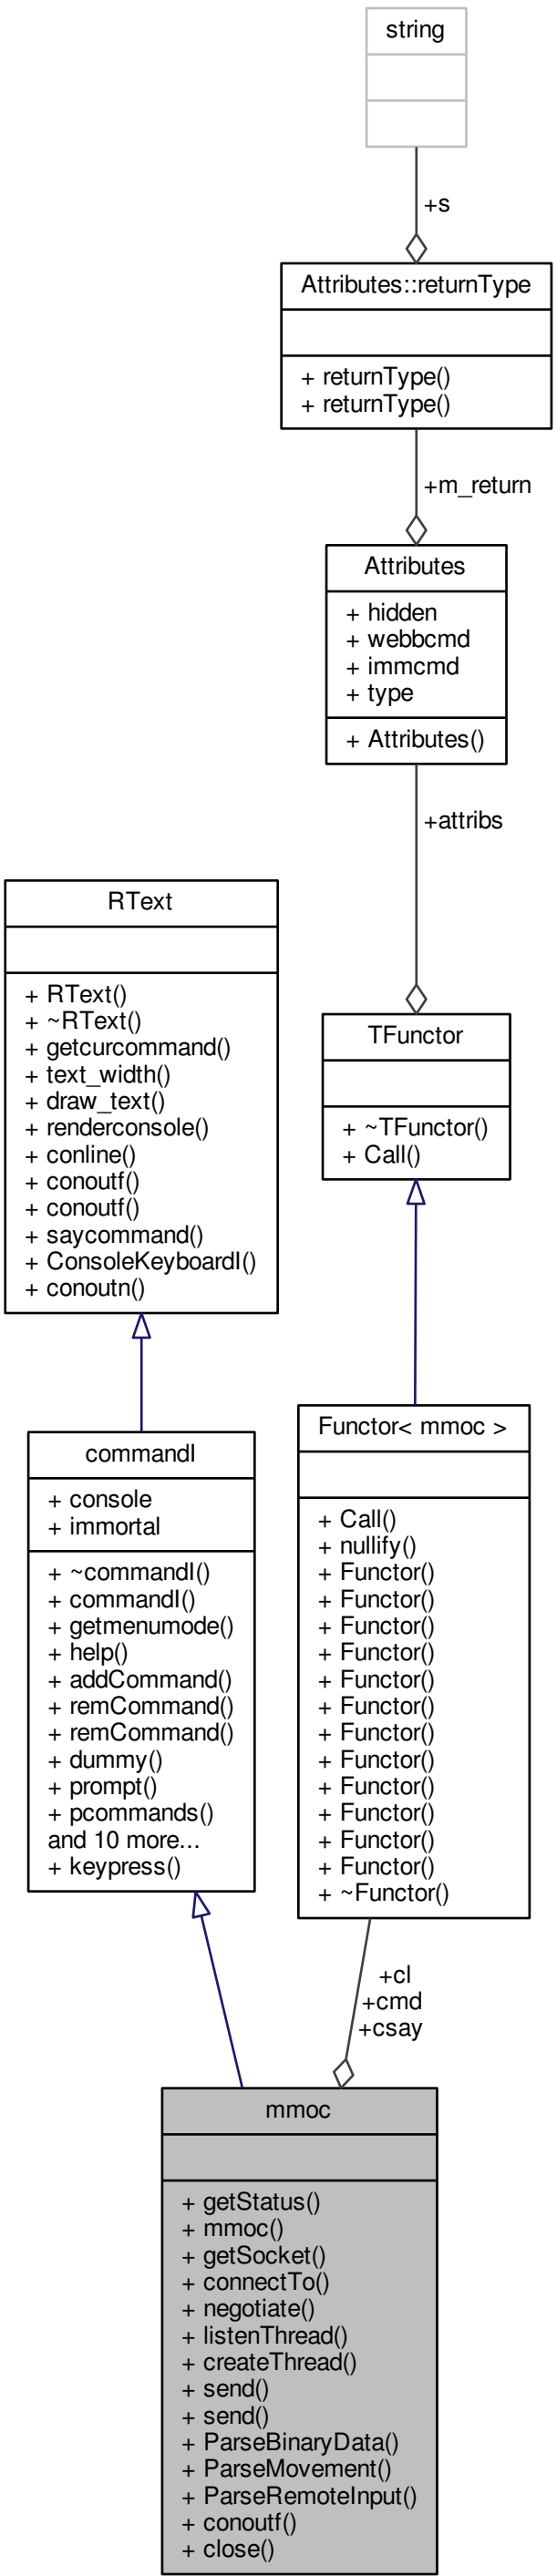 string
+s
Attributes::returnType
+ returnType()
+ returnType()
+m_return
Attributes
+ hidden
+ webbcmd
+ immcmd
+ type
+ Attributes()
+attribs
RText
+ RText()
+ ~RText()
+ getcurcommand()
+ text_width()
+ draw_text()
+ renderconsole()
+ conline()
+ conoutf()
+ conoutf()
+ saycommand()
+ ConsoleKeyboardI()
+ conoutn()
TFunctor
+ ~TFunctor()
+ Call()
commandI
+ console
+ immortal
+ ~commandI()
+ commandI()
+ getmenumode()
+ help()
+ addCommand()
+ remCommand()
+ remCommand()
+ dummy()
+ prompt()
+ pcommands()
and 10 more...
+ keypress()
Functor< mmoc >
+ Call()
+ nullify()
+ Functor()
+ Functor()
+ Functor()
+ Functor()
+ Functor()
+ Functor()
+ Functor()
+ Functor()
+ Functor()
+ Functor()
+ Functor()
+ Functor()
+ ~Functor()
+cl
+cmd
+csay
mmoc
+ getStatus()
+ mmoc()
+ getSocket()
+ connectTo()
+ negotiate()
+ listenThread()
+ createThread()
+ send()
+ send()
+ ParseBinaryData()
+ ParseMovement()
+ ParseRemoteInput()
+ conoutf()
+ close()